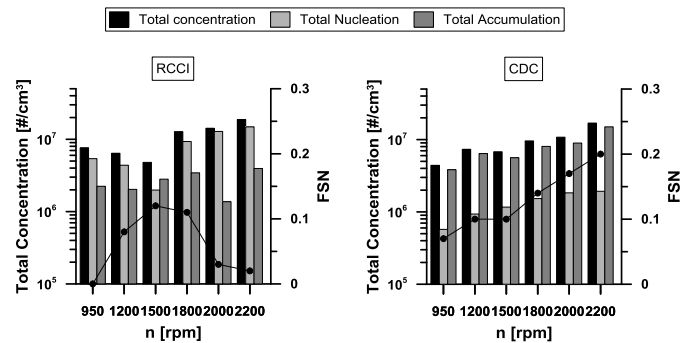 Total concentration Total Nucleation Total Accumulation
RCCI
CDC
Total Concentration [#/cm³]
10⁷
10⁶
10⁵
0.3
0.2
0.1
0
FSN
950 1200 1500 1800 2000 2200
n [rpm]
Total Concentration [#/cm³]
10⁷
10⁶
10⁵
0.3
0.2
0.1
0
FSN
950 1200 1500 1800 2000 2200
n [rpm]